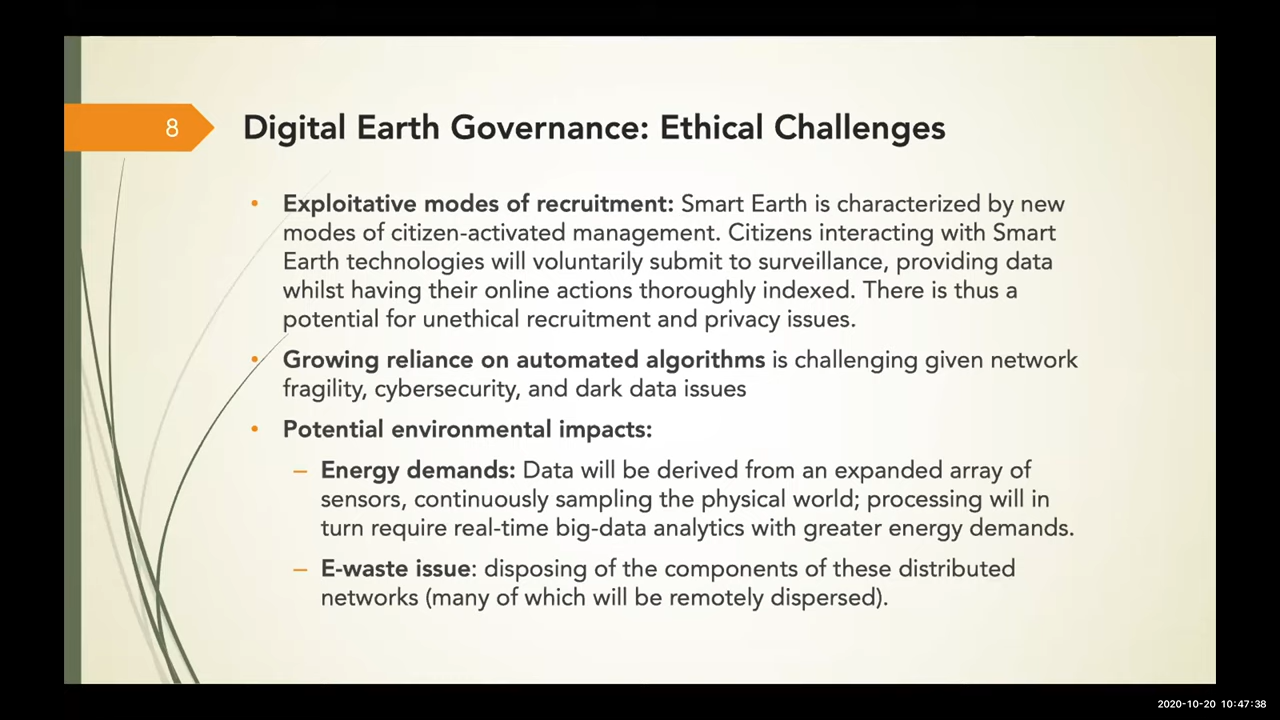 8
Digital Earth Governance: Ethical Challenges
• Exploitative modes of recruitment: Smart Earth is characterized by new
modes of citizen-activated management. Citizens interacting with Smart
Earth technologies will voluntarily submit to surveillance, providing data
whilst having their online actions thoroughly indexed. There is thus a
potential for unethical recruitment and privacy issues.
• Growing reliance on automated algorithms is challenging given network
fragility, cybersecurity, and dark data issues
• Potential environmental impacts:
– Energy demands: Data will be derived from an expanded array of
sensors, continuously sampling the physical world; processing will in
turn require real-time big-data analytics with greater energy demands.
– E-waste issue: disposing of the components of these distributed
networks (many of which will be remotely dispersed).
2020-10-20 10:47:38